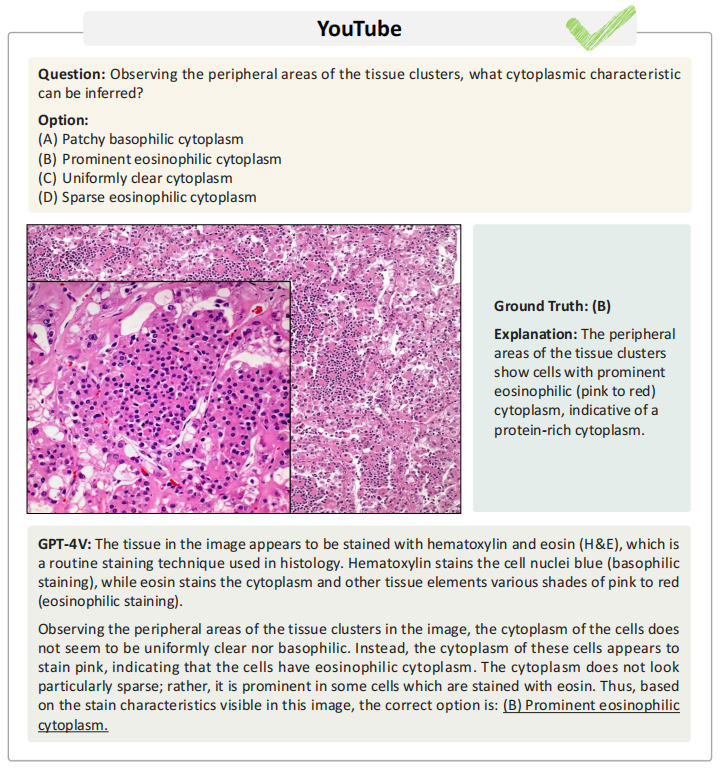 YouTube
Question: Observing the peripheral areas of the tissue clusters, what cytoplasmic characteristic
can be inferred?
Option:
(A) Patchy basophilic cytoplasm
(B) Prominent eosinophilic cytoplasm
(C) Uniformly clear cytoplasm
(D) Sparse eosinophilic cytoplasm
Ground Truth: (B)
Explanation: The peripheral
areas of the tissue clusters
show cells with prominent
eosinophilic (pink to red)
cytoplasm, indicative of a
protein-rich cytoplasm.
GPT-4V: The tissue in the image appears to be stained with hematoxylin and eosin (H&E), which is
a routine staining technique used in histology. Hematoxylin stains the cell nuclei blue (basophilic
staining), while eosin stains the cytoplasm and other tissue elements various shades of pink to red
(eosinophilic staining).
Observing the peripheral areas of the tissue clusters in the image, the cytoplasm of the cells does
not seem to be uniformly clear nor basophilic. Instead, the cytoplasm of these cells appears to
stain pink, indicating that the cells have eosinophilic cytoplasm. The cytoplasm does not look
particularly sparse; rather, it is prominent in some cells which are stained with eosin. Thus, based
on the stain characteristics visible in this image, the correct option is: (B) Prominent eosinophilic
cytoplasm.